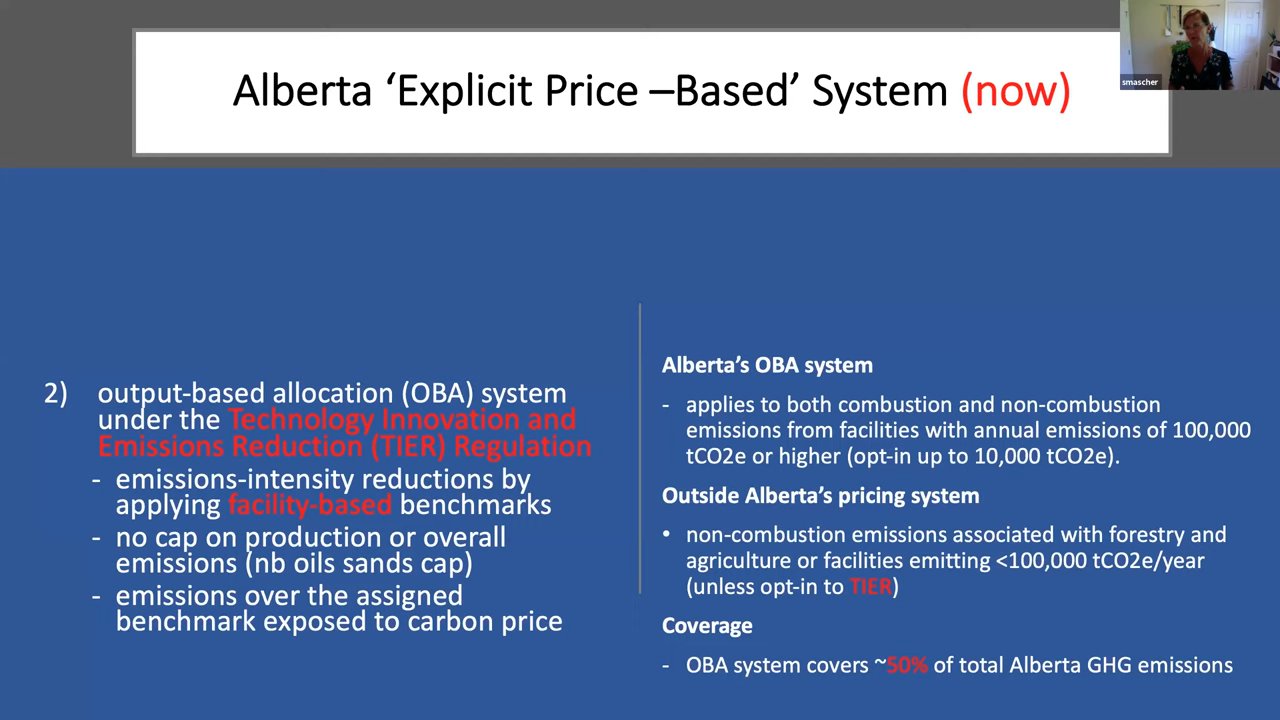 Alberta ‘Explicit Price –Based’ System (now)
smascher
2) output-based allocation (OBA) system
under the Technology Innovation and
Emissions Reduction (TIER) Regulation
- emissions-intensity reductions by
applying facility-based benchmarks
- no cap on production or overall
emissions (nb oils sands cap)
- emissions over the assigned
benchmark exposed to carbon price
Alberta’s OBA system
- applies to both combustion and non-combustion
emissions from facilities with annual emissions of 100,000
tCO2e or higher (opt-in up to 10,000 tCO2e).
Outside Alberta’s pricing system
• non-combustion emissions associated with forestry and
agriculture or facilities emitting <100,000 tCO2e/year
(unless opt-in to TIER)
Coverage
- OBA system covers ~50% of total Alberta GHG emissions